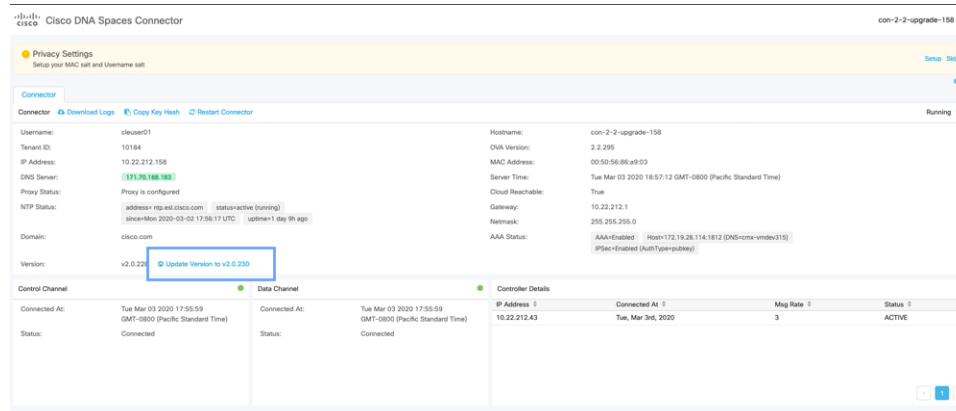 cisco Cisco DNA Spaces Connector
con-2-2-upgrade-158
Privacy Settings
Setup your MAC salt and Username salt
Setup Skip
Connector
Connector Download Logs Copy Key Hash Restart Connector
Running
Username: cleuser01
Hostname: con-2-2-upgrade-158
Tenant ID: 10184
OVA Version: 2.2.295
IP Address: 10.22.212.158
MAC Address: 00:50:56:86:a9:03
DNS Server: 171.70.168.183
Server Time: Tue Mar 03 2020 18:57:12 GMT-0800 (Pacific Standard Time)
Proxy Status: Proxy is configured
Cloud Reachable: True
NTP Status: address= ntp.esl.cisco.com status=active (running)
since=Mon 2020-03-02 17:56:17 UTC uptime=1 day 9h ago
Gateway: 10.22.212.1
Netmask: 255.255.255.0
Domain: cisco.com
AAA Status: AAA=Enabled Host=172.19.28.114:1812 (DNS=cmx-vmdev315)
IPSec=Enabled (AuthType=pubkey)
Version: v2.0.228 Update Version to v2.0.230
Control Channel
Connected At: Tue Mar 03 2020 17:55:59
GMT-0800 (Pacific Standard Time)
Status: Connected
Data Channel
Connected At: Tue Mar 03 2020 17:55:59
GMT-0800 (Pacific Standard Time)
Status: Connected
Controller Details
IP Address Connected At Msg Rate Status
10.22.212.43 Tue, Mar 3rd, 2020 3 ACTIVE
1